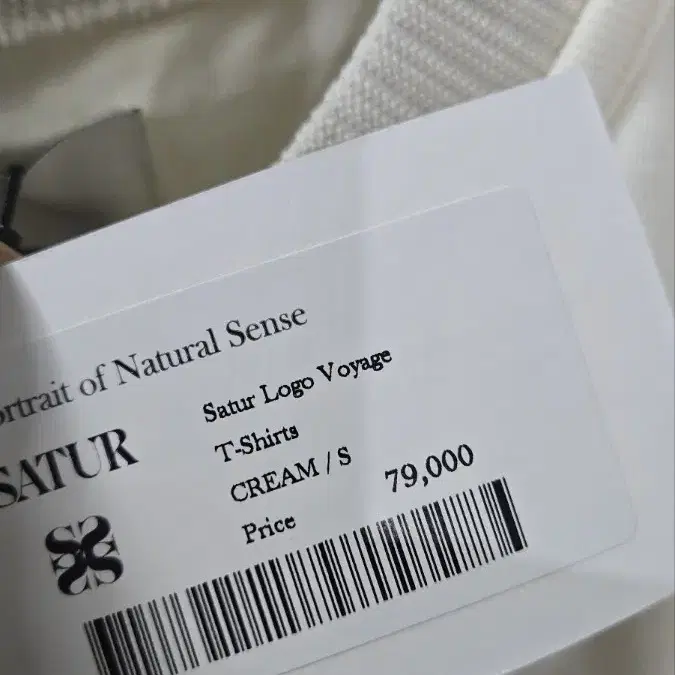 ortrait of Natural Sense
SATUR
Satur Logo Voyage
T-Shirts
CREAM / S
Price 79,000